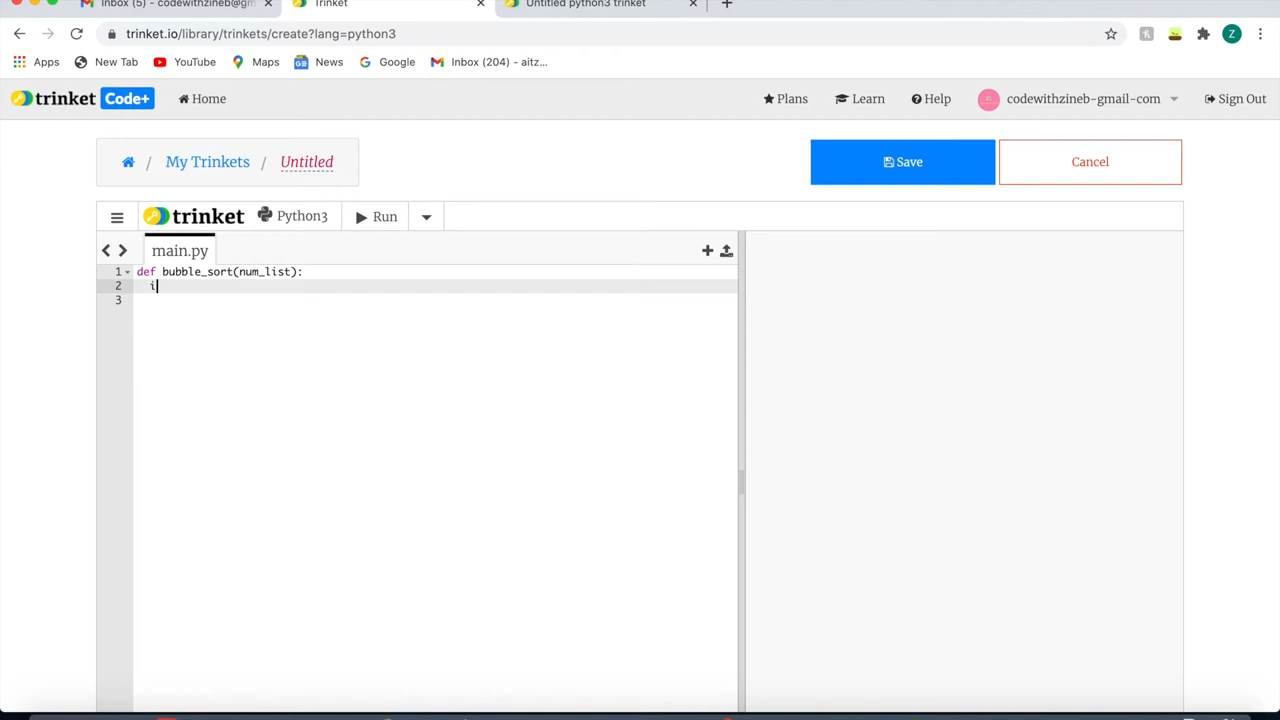 Inbox (5) - codewithzineb@gm
Trinket
Untitled python3 trinket
trinket.io/library/trinkets/create?lang=python3
Z
Apps New Tab YouTube Maps News Google Inbox (204) - aitz...
trinket Code+ Home Plans Learn Help codewithzineb-gmail-com Sign Out
/ My Trinkets / Untitled
Save
Cancel
trinket Python3 Run
main.py
1 def bubble_sort(num_list):
2 i
3